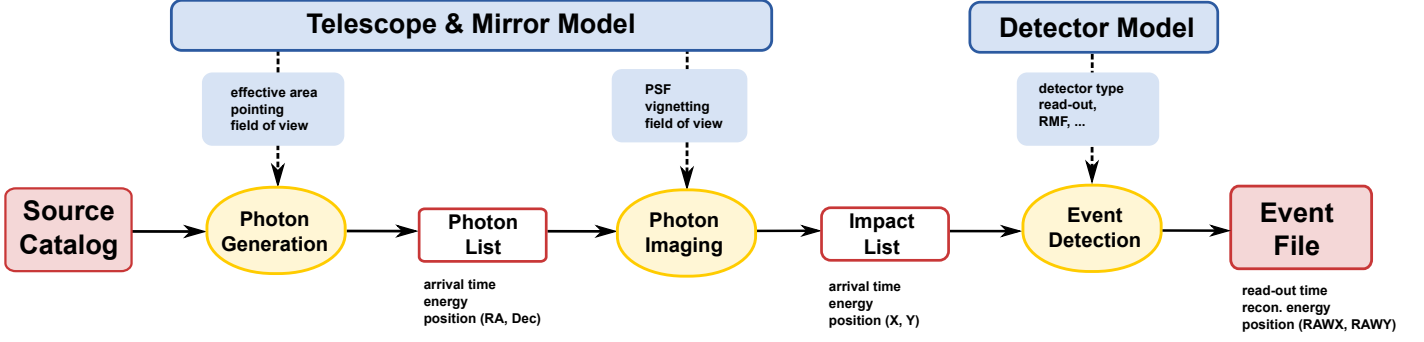 Telescope & Mirror Model
Detector Model
effective area
pointing
field of view
PSF
vignetting
field of view
detector type
read-out,
RMF, ...
Source
Catalog
Photon
Generation
Photon
List
Photon
Imaging
Impact
List
Event
Detection
Event
File
arrival time
energy
position (RA, Dec)
arrival time
energy
position (X, Y)
read-out time
recon. energy
position (RAWX, RAWY)